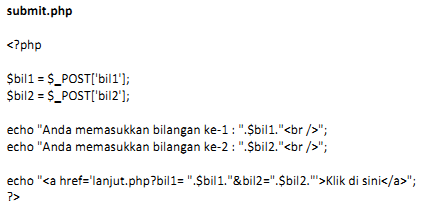 submit.php
<?php
$bil1 = $_POST['bil1'];
$bil2 = $_POST['bil2'];
echo "Anda memasukkan bilangan ke-1 : ".$bil1."<br />";
echo "Anda memasukkan bilangan ke-2 : ".$bil2."<br />";
echo "<a href='lanjut.php?bil1= ".$bil1."&bil2=".$bil2."'>Klik di sini</a>";
?>